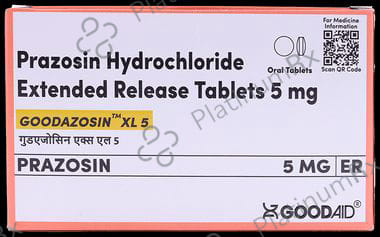 For Medicine
Information
Oral Tablets
Scan QR Code
Prazosin Hydrochloride
Extended Release Tablets 5 mg
GOODAZOSIN™ XL 5
गुडएजोसिन एक्स एल 5
PRAZOSIN 5 MG ER
GOODAID®
PlatinumRx